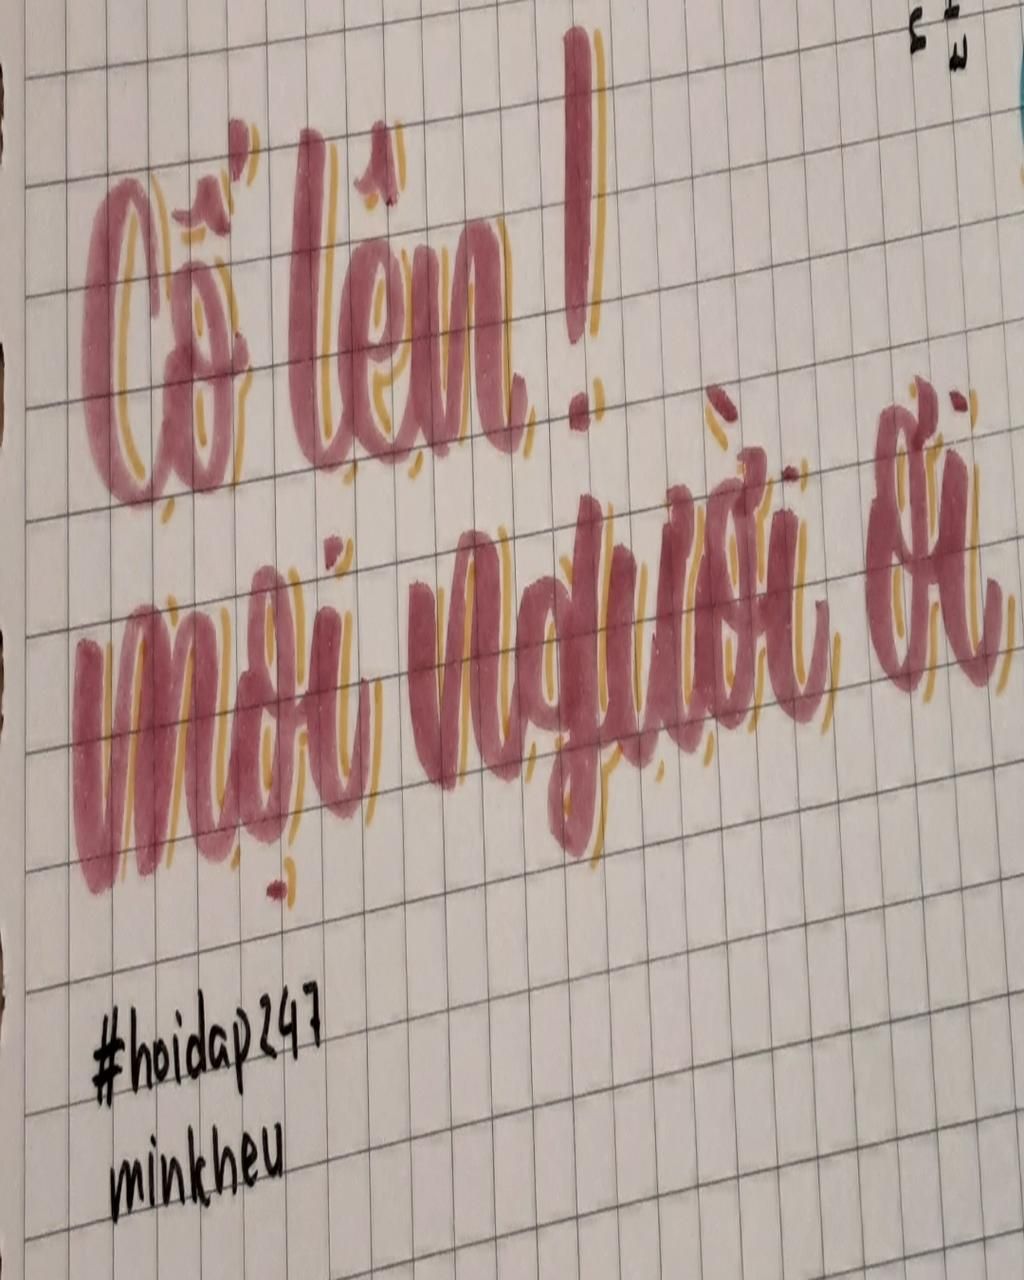 Cố lên!
mọi người ơi
#hoidap247
minkheu